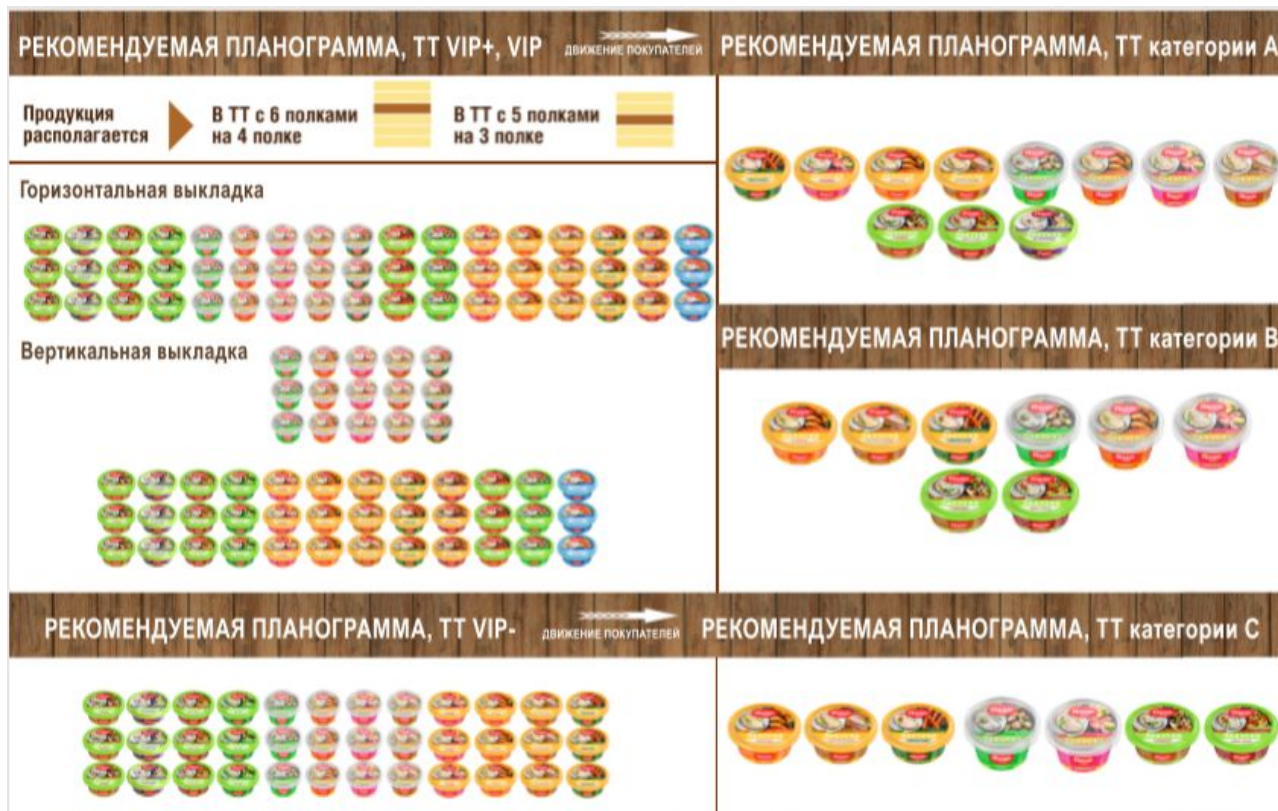 РЕКОМЕНДУЕМАЯ ПЛАНОГРАММА, ТТ VIP+, VIP
ДВИЖЕНИЕ ПОКУПАТЕЛЕЙ
РЕКОМЕНДУЕМАЯ ПЛАНОГРАММА, ТТ категории А
Продукция
располагается
В ТТ с 6 полками
на 4 полке
В ТТ с 5 полками
на 3 полке
Горизонтальная выкладка
Вертикальная выкладка
РЕКОМЕНДУЕМАЯ ПЛАНОГРАММА, ТТ категории В
РЕКОМЕНДУЕМАЯ ПЛАНОГРАММА, ТТ VIP-
ДВИЖЕНИЕ ПОКУПАТЕЛЕЙ
РЕКОМЕНДУЕМАЯ ПЛАНОГРАММА, ТТ категории С